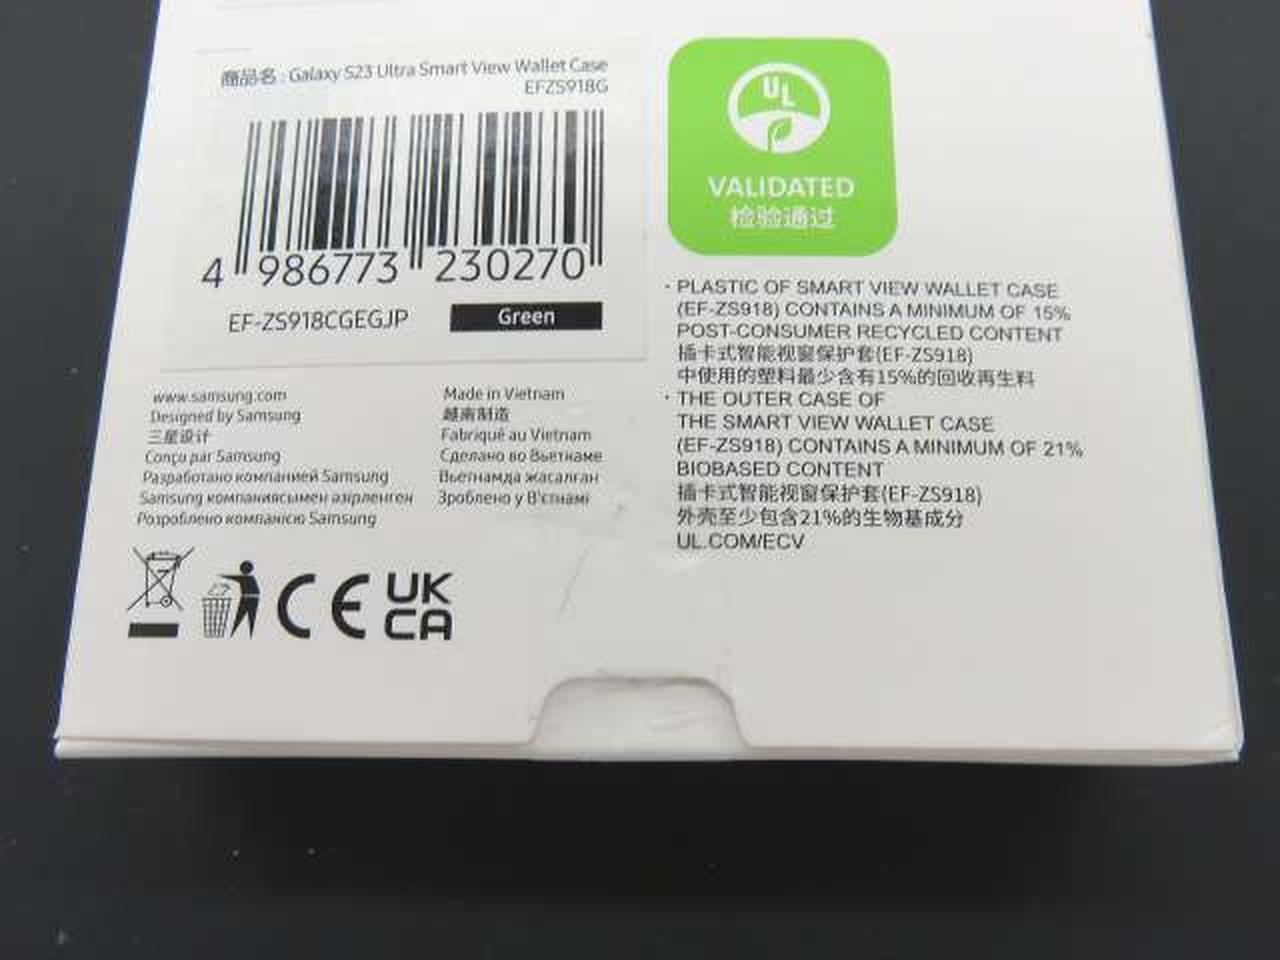 商品名 : Galaxy S23 Ultra Smart View Wallet Case
EFZS918G
4 986773 230270
EF-ZS918CGEGJP Green
www.samsung.com
Designed by Samsung
三星设计
Conçu par Samsung
Разработано компанией Samsung
Samsung компаниясымен әзірленген
Розроблено компанією Samsung
Made in Vietnam
越南制造
Fabriqué au Vietnam
Сделано во Вьетнаме
Вьетнамда жасалған
Зроблено у В'єтнамі
CE
UK
CA
UL
VALIDATED
检验通过
· PLASTIC OF SMART VIEW WALLET CASE
(EF-ZS918) CONTAINS A MINIMUM OF 15%
POST-CONSUMER RECYCLED CONTENT
插卡式智能视窗保护套(EF-ZS918)
中使用的塑料最少含有15%的回收再生料
· THE OUTER CASE OF
THE SMART VIEW WALLET CASE
(EF-ZS918) CONTAINS A MINIMUM OF 21%
BIOBASED CONTENT
插卡式智能视窗保护套(EF-ZS918)
外壳至少包含21%的生物基成分
UL.COM/ECV